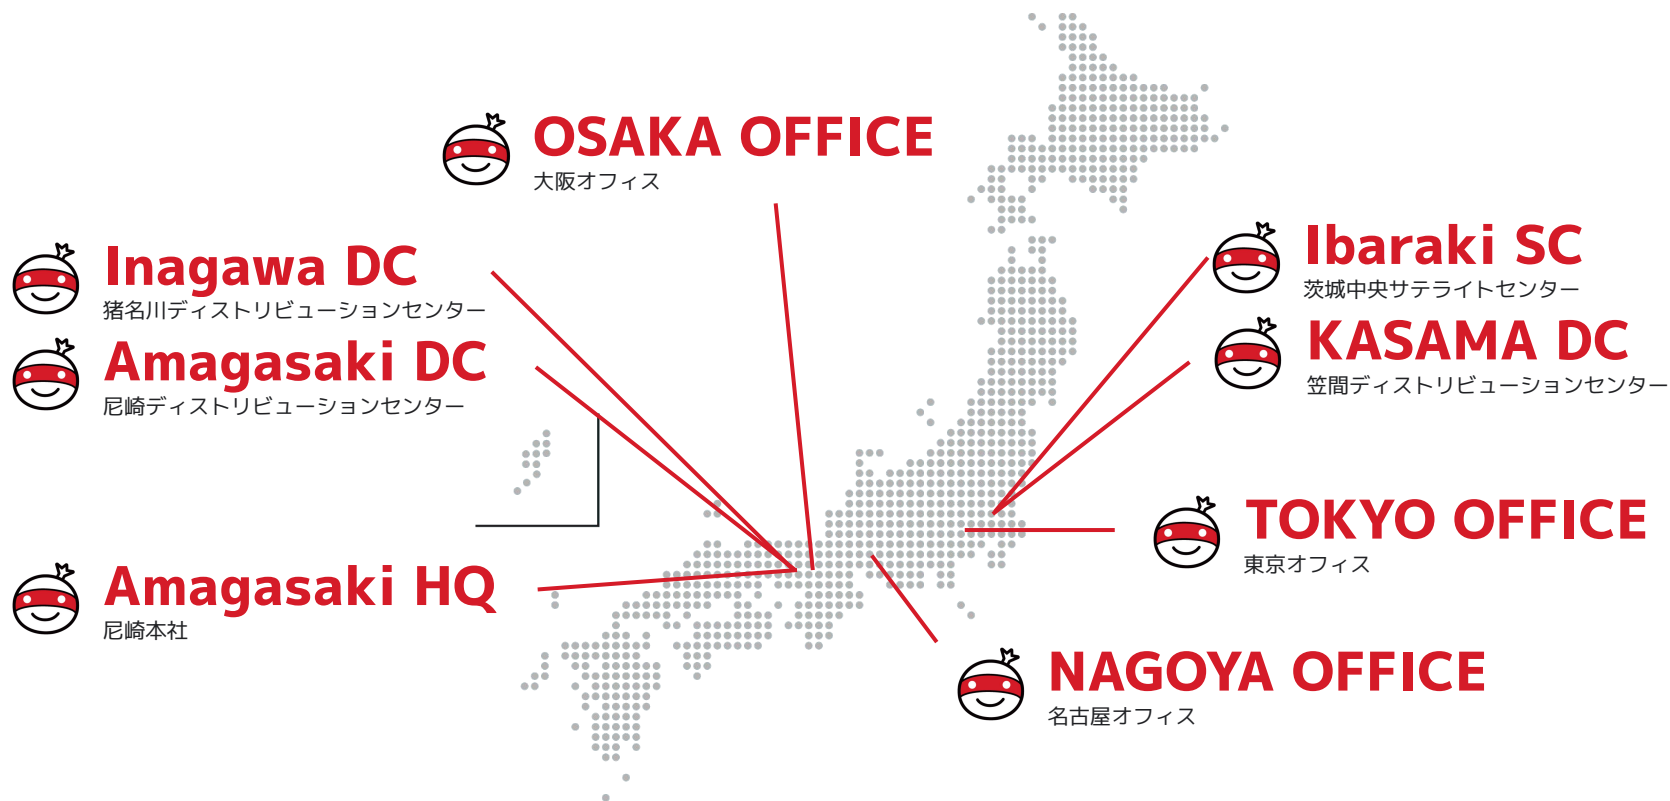 OSAKA OFFICE
大阪オフィス
Inagawa DC
猪名川ディストリビューションセンター
Amagasaki DC
尼崎ディストリビューションセンター
Amagasaki HQ
尼崎本社
Ibaraki SC
茨城中央サテライトセンター
KASAMA DC
笠間ディストリビューションセンター
TOKYO OFFICE
東京オフィス
NAGOYA OFFICE
名古屋オフィス